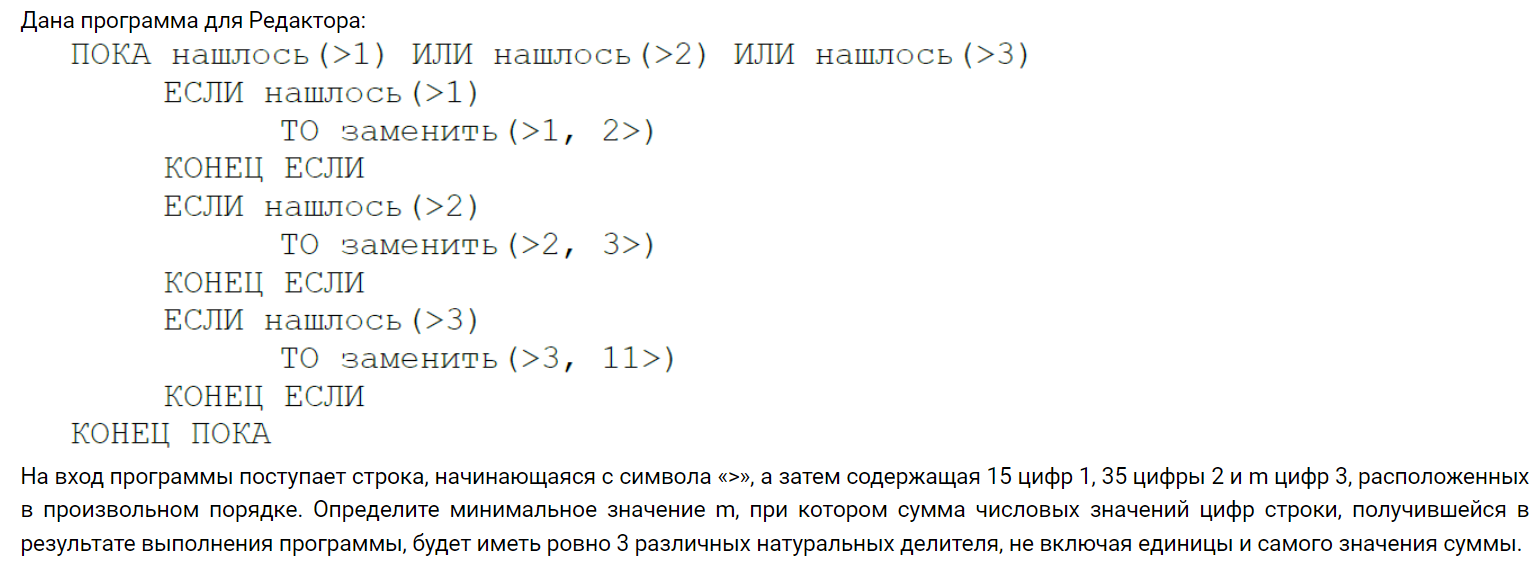 Дана программа для Редактора:
ПОКА нашлось(>1) ИЛИ нашлось(>2) ИЛИ нашлось(>3)
ЕСЛИ нашлось(>1)
ТО заменить(>1, 2>)
КОНЕЦ ЕСЛИ
ЕСЛИ нашлось(>2)
ТО заменить(>2, 3>)
КОНЕЦ ЕСЛИ
ЕСЛИ нашлось(>3)
ТО заменить(>3, 11>)
КОНЕЦ ЕСЛИ
КОНЕЦ ПОКА
На вход программы поступает строка, начинающаяся с символа «>», а затем содержащая 15 цифр 1, 35 цифры 2 и m цифр 3, расположенных
в произвольном порядке. Определите минимальное значение m, при котором сумма числовых значений цифр строки, получившейся в
результате выполнения программы, будет иметь ровно 3 различных натуральных делителя, не включая единицы и самого значения суммы.